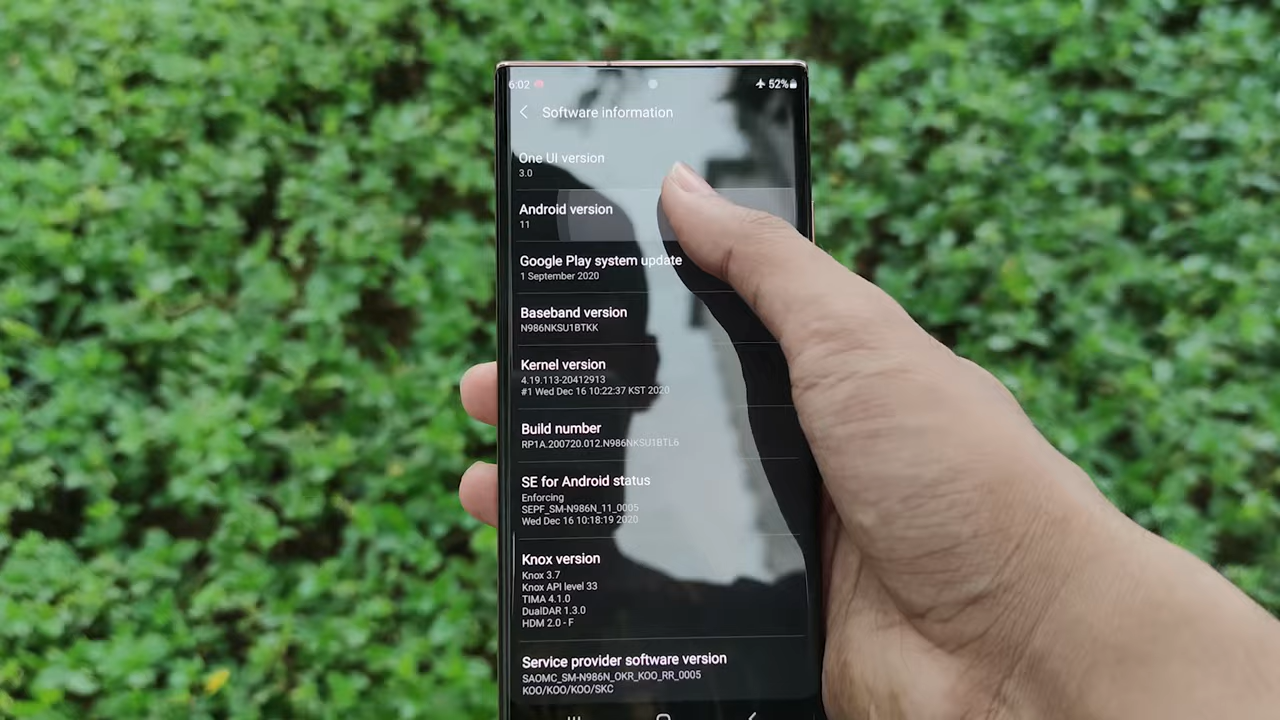 6:02
52%
Software information
One UI version
3.0
Android version
11
Google Play system update
1 September 2020
Baseband version
N986NKSU1BTKK
Kernel version
4.19.113-20412913
#1 Wed Dec 16 10:22:37 KST 2020
Build number
RP1A.200720.012.N986NKSU1BTL6
SE for Android status
Enforcing
SEPF_SM-N986N_11_0005
Wed Dec 16 10:18:19 2020
Knox version
Knox 3.7
Knox API level 33
TIMA 4.1.0
DualDAR 1.3.0
HDM 2.0 - F
Service provider software version
SAOMC_SM-N986N_OKR_KOO_RR_0005
KOO/KOO/KOO/SKC